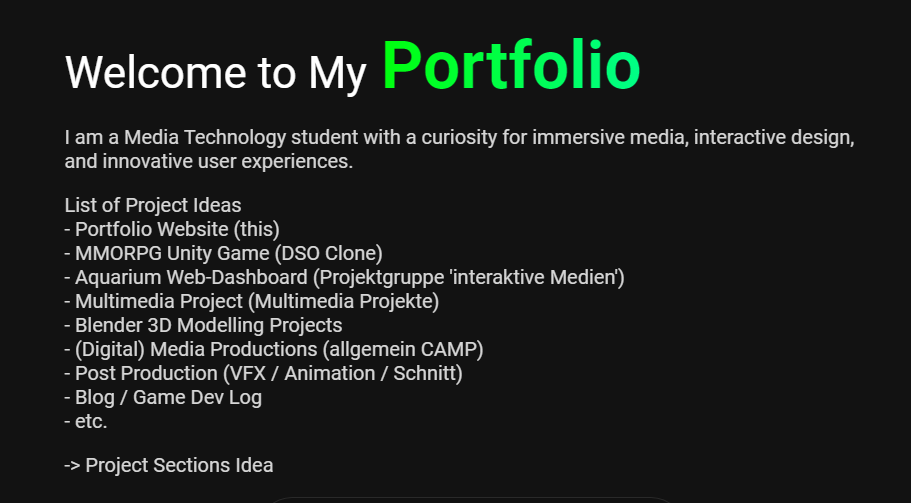 Welcome to My Portfolio
I am a Media Technology student with a curiosity for immersive media, interactive design,
and innovative user experiences.
List of Project Ideas
- Portfolio Website (this)
- MMORPG Unity Game (DSO Clone)
- Aquarium Web-Dashboard (Projektgruppe 'interaktive Medien')
- Multimedia Project (Multimedia Projekte)
- Blender 3D Modelling Projects
- (Digital) Media Productions (allgemein CAMP)
- Post Production (VFX / Animation / Schnitt)
- Blog / Game Dev Log
- etc.
-> Project Sections Idea